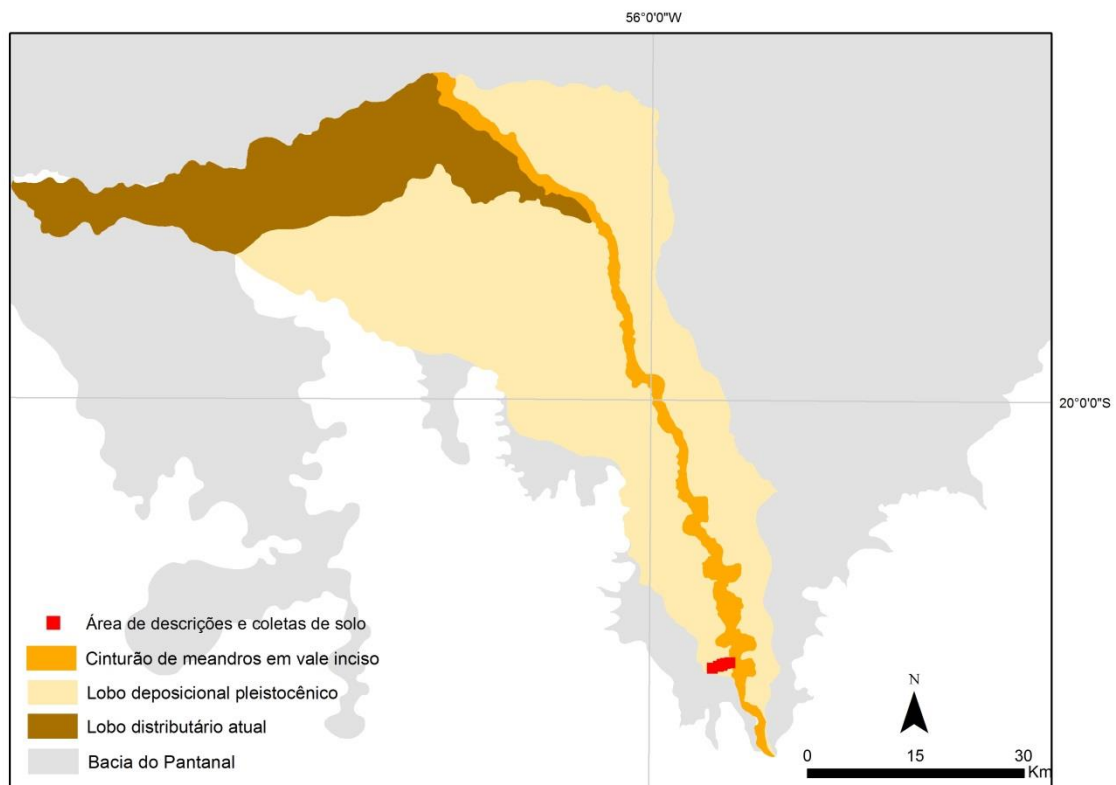 56°0'0"W
20°0'0"S
Área de descrições e coletas de solo
Cinturão de meandros em vale inciso
Lobo deposicional pleistocênico
Lobo distributário atual
Bacia do Pantanal
N
0 15 30
Km